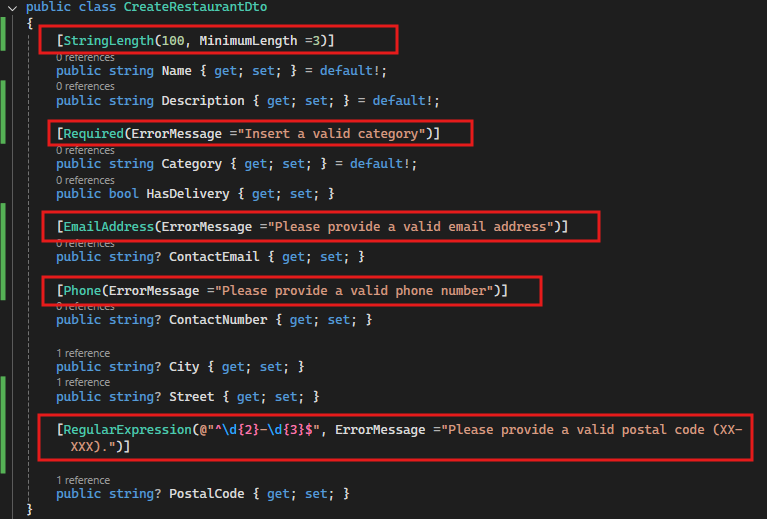 public class CreateRestaurantDto
{
[StringLength(100, MinimumLength =3)]
0 references
public string Name { get; set; } = default!;
0 references
public string Description { get; set; } = default!;
[Required(ErrorMessage ="Insert a valid category")]
0 references
public string Category { get; set; } = default!;
0 references
public bool HasDelivery { get; set; }
[EmailAddress(ErrorMessage ="Please provide a valid email address")]
0 references
public string? ContactEmail { get; set; }
[Phone(ErrorMessage ="Please provide a valid phone number")]
0 references
public string? ContactNumber { get; set; }
1 reference
public string? City { get; set; }
1 reference
public string? Street { get; set; }
[RegularExpression(@"^\d{2}-\d{3}$", ErrorMessage ="Please provide a valid postal code (XX-
XXX).")]
1 reference
public string? PostalCode { get; set; }
}